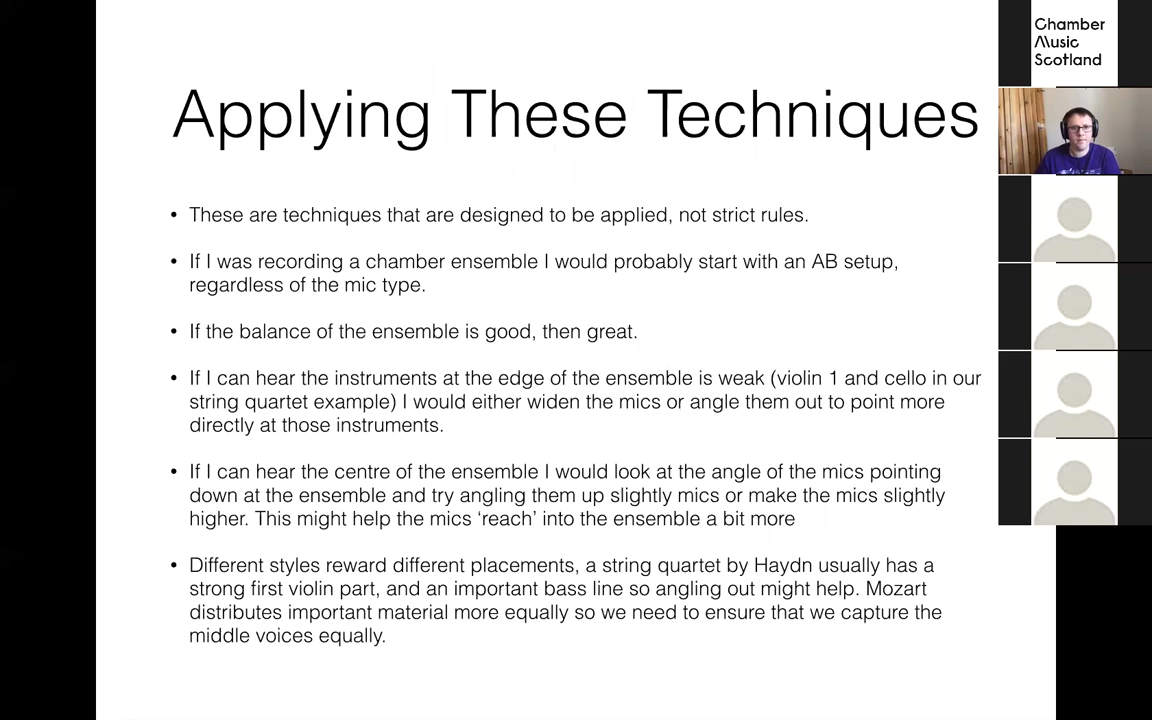 Applying These Techniques
• These are techniques that are designed to be applied, not strict rules.
• If I was recording a chamber ensemble I would probably start with an AB setup,
regardless of the mic type.
• If the balance of the ensemble is good, then great.
• If I can hear the instruments at the edge of the ensemble is weak (violin 1 and cello in our
string quartet example) I would either widen the mics or angle them out to point more
directly at those instruments.
• If I can hear the centre of the ensemble I would look at the angle of the mics pointing
down at the ensemble and try angling them up slightly mics or make the mics slightly
higher. This might help the mics ‘reach’ into the ensemble a bit more
• Different styles reward different placements, a string quartet by Haydn usually has a
strong first violin part, and an important bass line so angling out might help. Mozart
distributes important material more equally so we need to ensure that we capture the
middle voices equally.
Chamber
Music
Scotland